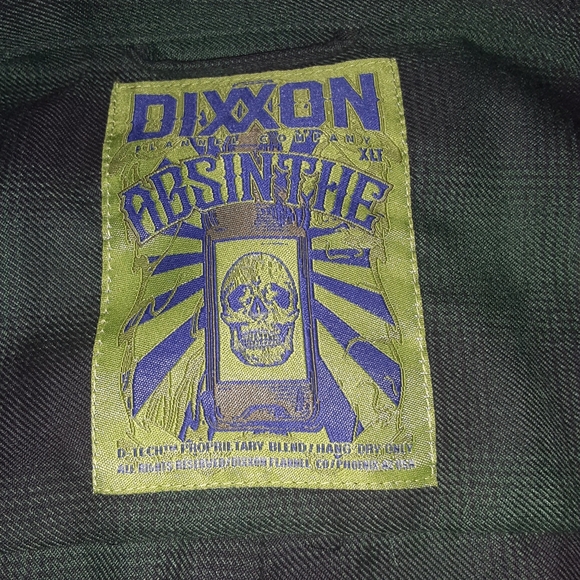 DIXXON
FLANNEL COMPANY
XLT
ABSINTHE
D-TECH™ PROPRIETARY BLEND / HANG DRY ONLY
ALL RIGHTS RESERVED/DIXXON FLANNEL CO/PHOENIX, AZ USA